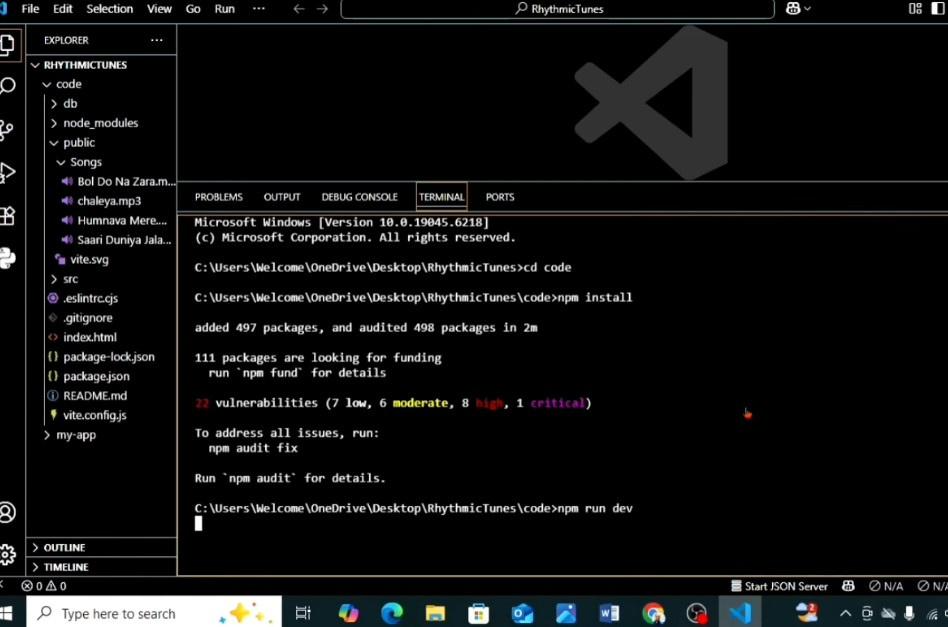 File Edit Selection View Go Run ··· RhythmicTunes
EXPLORER ···
RHYTHMICTUNES
code
db
node_modules
public
Songs
Bol Do Na Zara.m...
chaleya.mp3
Humnava Mere....
Saari Duniya Jala...
vite.svg
src
.eslintrc.cjs
.gitignore
index.html
package-lock.json
package.json
README.md
vite.config.js
my-app
OUTLINE
TIMELINE
PROBLEMS OUTPUT DEBUG CONSOLE TERMINAL PORTS
Microsoft Windows [Version 10.0.19045.6218]
(c) Microsoft Corporation. All rights reserved.
C:\Users\Welcome\OneDrive\Desktop\RhythmicTunes>cd code
C:\Users\Welcome\OneDrive\Desktop\RhythmicTunes\code>npm install
added 497 packages, and audited 498 packages in 2m
111 packages are looking for funding
run `npm fund` for details
22 vulnerabilities (7 low, 6 moderate, 8 high, 1 critical)
To address all issues, run:
npm audit fix
Run `npm audit` for details.
C:\Users\Welcome\OneDrive\Desktop\RhythmicTunes\code>npm run dev
0 0 Start JSON Server N/A N/A
Type here to search 2